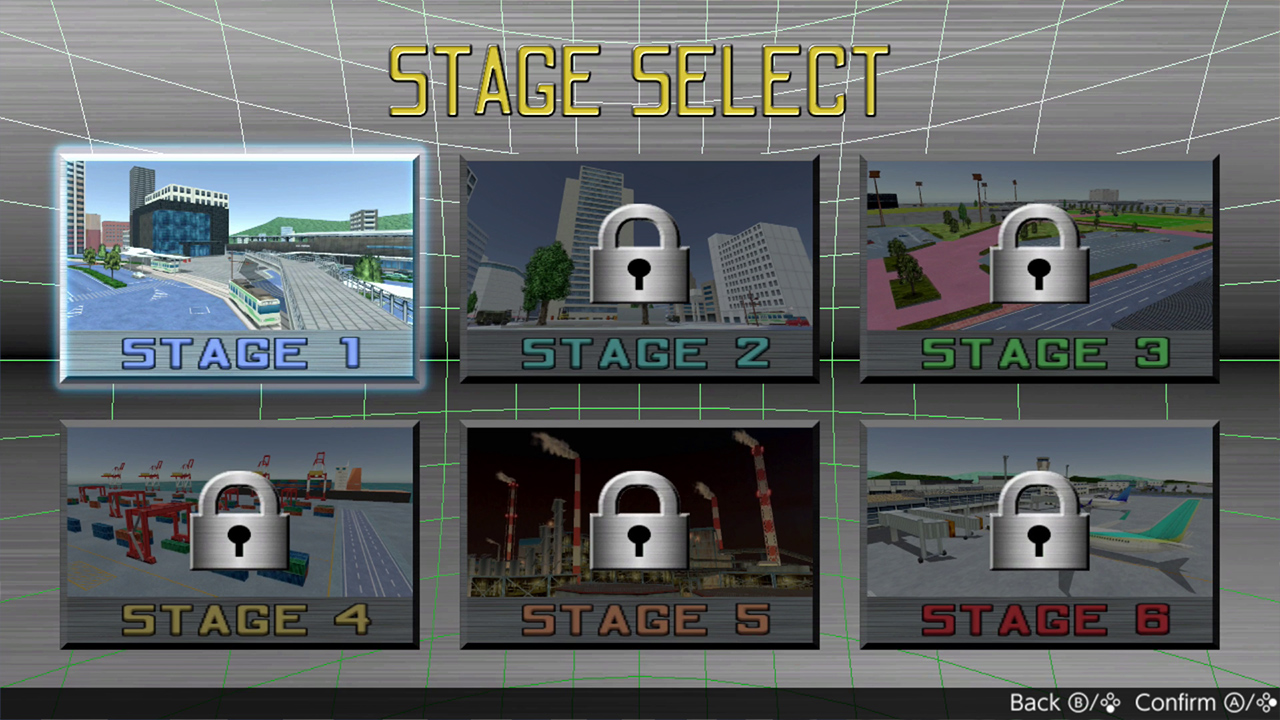 STAGE SELECT
STAGE 1
STAGE 2
STAGE 3
STAGE 4
STAGE 5
STAGE 6
Back Ⓑ/ Confirm Ⓐ/